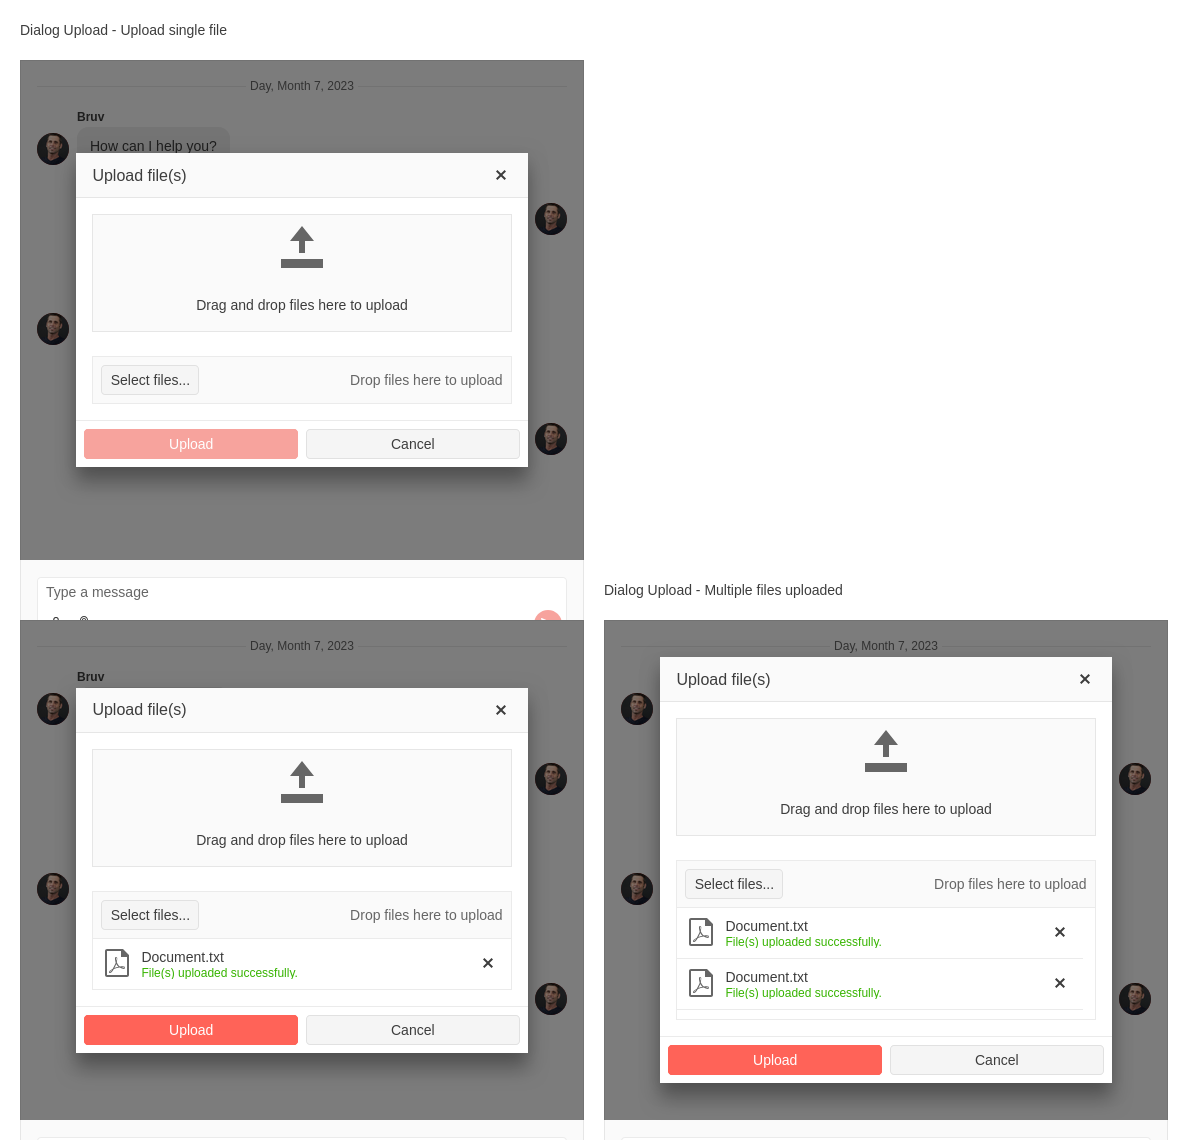 Dialog Upload - Upload single file
Day, Month 7, 2023
Bruv
How can I help you?
Upload file(s)
Drag and drop files here to upload
Select files...
Drop files here to upload
Upload
Cancel
Type a message
Day, Month 7, 2023
Bruv
Upload file(s)
Drag and drop files here to upload
Select files...
Drop files here to upload
Document.txt
File(s) uploaded successfully.
Upload
Cancel
Dialog Upload - Multiple files uploaded
Day, Month 7, 2023
Upload file(s)
Drag and drop files here to upload
Select files...
Drop files here to upload
Document.txt
File(s) uploaded successfully.
Document.txt
File(s) uploaded successfully.
Upload
Cancel